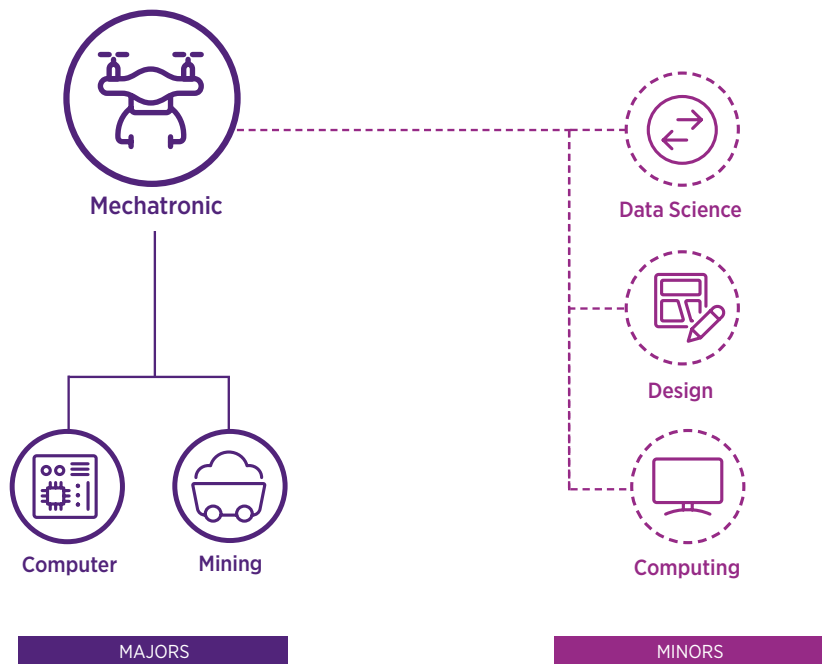 Mechatronic
Data Science
Design
Computer
Mining
Computing
MAJORS
MINORS